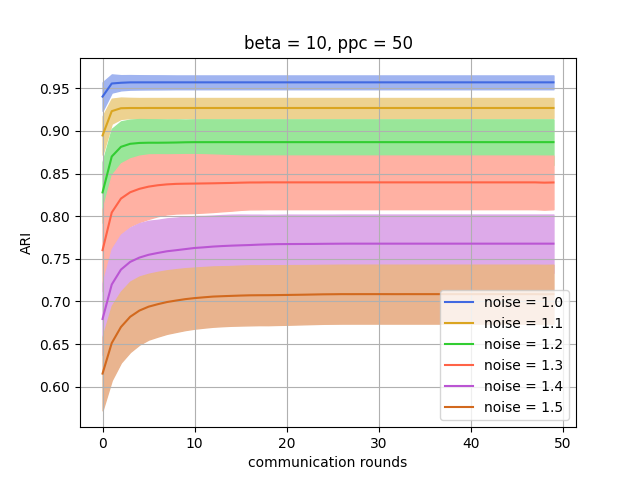 beta = 10, ppc = 50
ARI
0.95
0.90
0.85
0.80
0.75
0.70
0.65
0.60
noise = 1.0
noise = 1.1
noise = 1.2
noise = 1.3
noise = 1.4
noise = 1.5
0 10 20 30 40 50
communication rounds